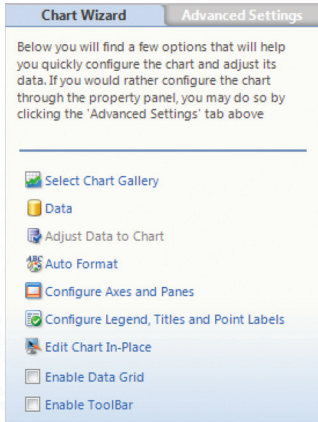 Chart Wizard
Advanced Settings
Below you will find a few options that will help
you quickly configure the chart and adjust its
data. If you would rather configure the chart
through the property panel, you may do so by
clicking the 'Advanced Settings' tab above
Select Chart Gallery
Data
Adjust Data to Chart
ABC
Auto Format
Configure Axes and Panes
Configure Legend, Titles and Point Labels
Edit Chart In-Place
Enable Data Grid
Enable ToolBar